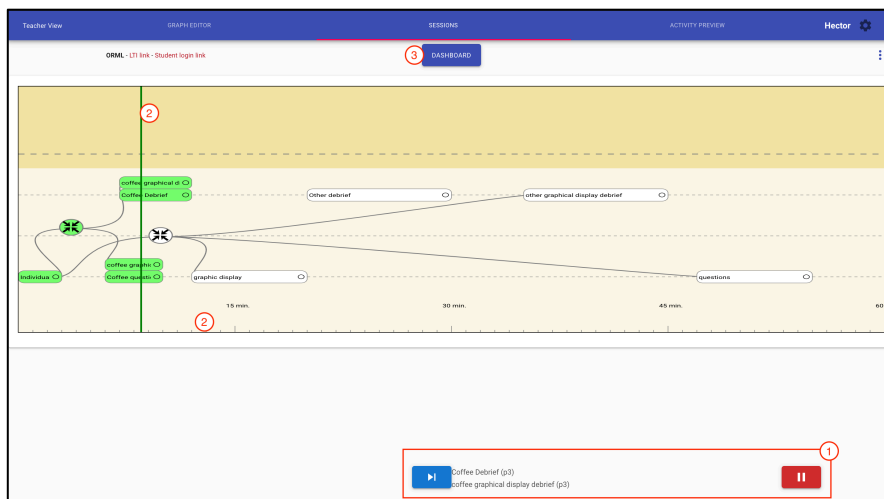 Teacher View GRAPH EDITOR SESSIONS ACTIVITY PREVIEW Hector
ORML - LTI link - Student login link 3 DASHBOARD
2
coffee graphical d
Coffee Debrief Other debrief other graphical display debrief
coffee graphic
Individua Coffee questi graphic display questions
15 min. 30 min. 45 min. 60
2
1
Coffee Debrief (p3)
coffee graphical display debrief (p3)